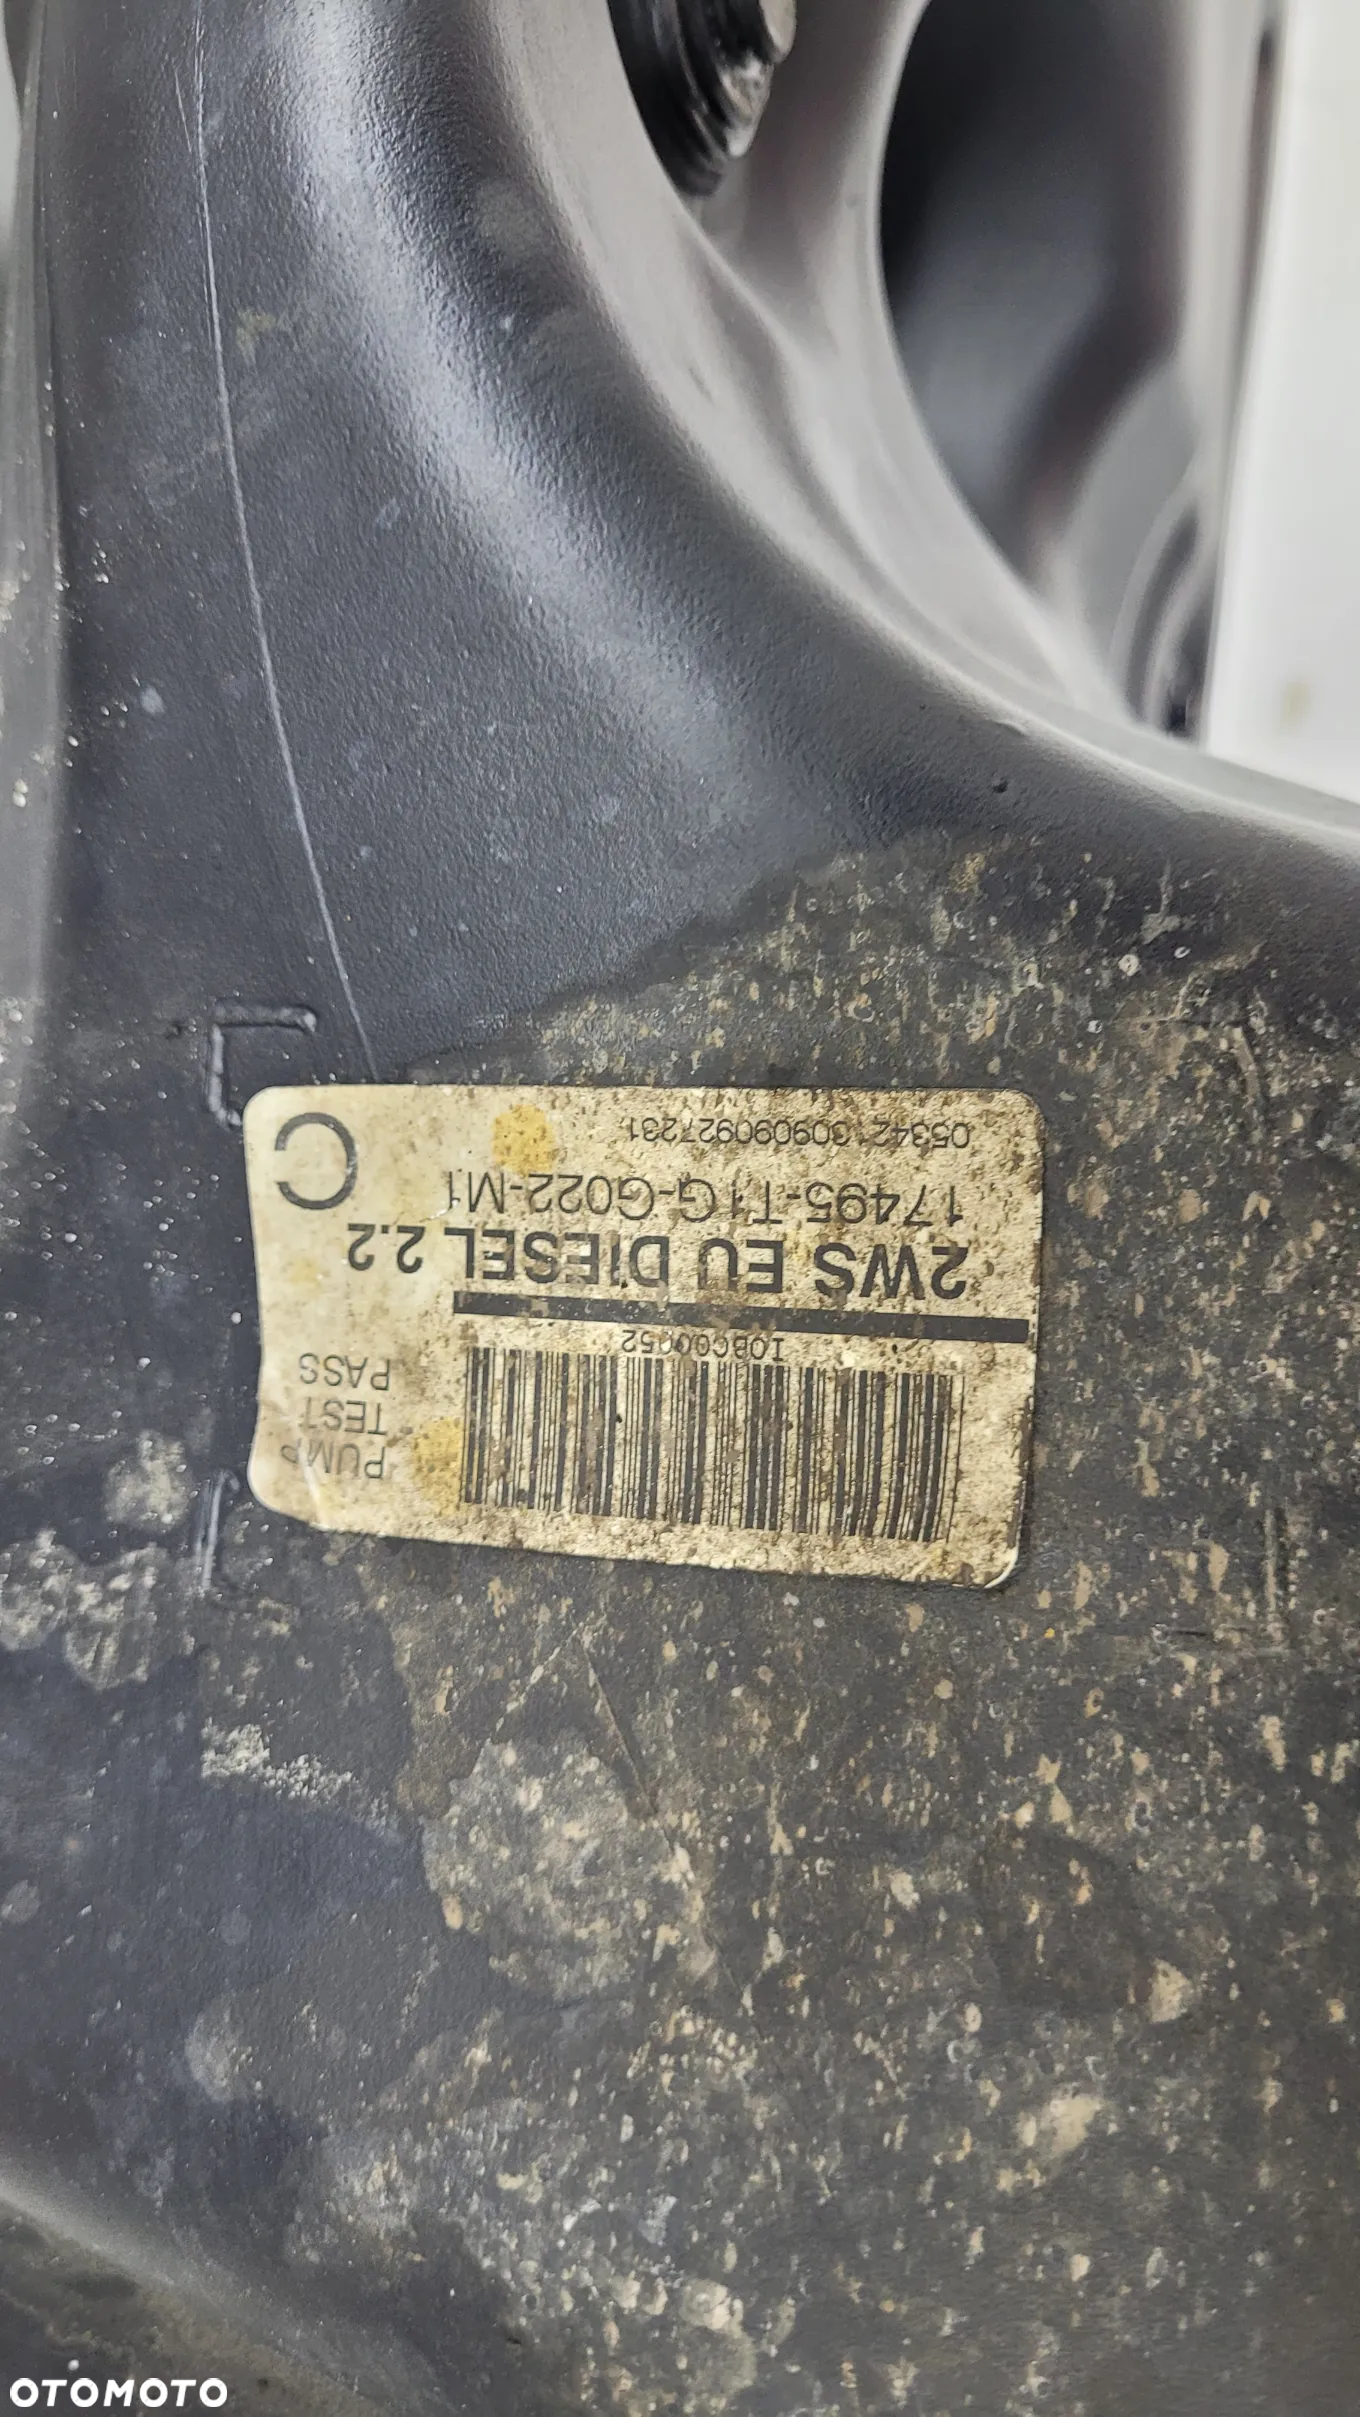 PUMP
TEST
PASS
IOBC00052
2WS EU DIESEL 2.2
17495-T1G-G022-M1
05342 309090927231
C
OTOMOTO